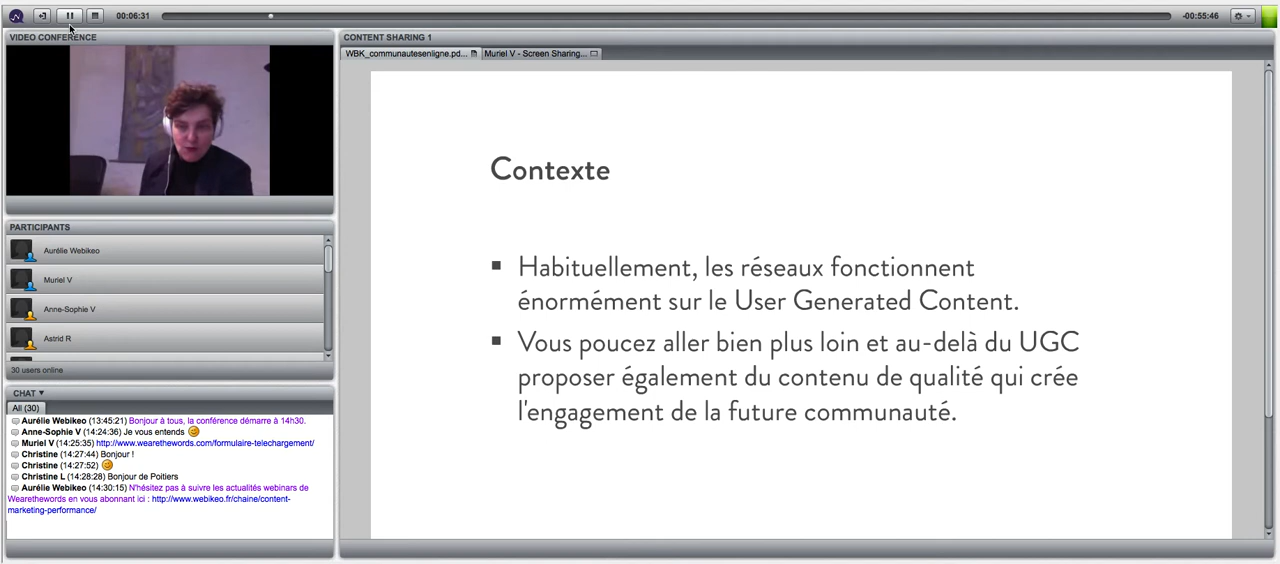 00:06:31
-00:55:46
VIDEO CONFERENCE
PARTICIPANTS
Aurélie Webikeo
Muriel V
Anne-Sophie V
Astrid R
30 users online
CHAT
All (30)
Aurélie Webikeo (13:45:21) Bonjour à tous, la conférence démarre à 14h30.
Anne-Sophie V (14:24:36) Je vous entends
Muriel V (14:25:35) http://www.wearethewords.com/formulaire-telechargement/
Christine (14:27:44) Bonjour !
Christine (14:27:52)
Christine L (14:28:28) Bonjour de Poitiers
Aurélie Webikeo (14:30:15) N'hésitez pas à suivre les actualités webinars de
Wearethewords en vous abonnant ici : http://www.webikeo.fr/chaine/content-
marketing-performance/
CONTENT SHARING 1
WBK_communautesenligne.pd...
Muriel V - Screen Sharing...
Contexte
Habituellement, les réseaux fonctionnent
énormément sur le User Generated Content.
Vous poucez aller bien plus loin et au-delà du UGC
proposer également du contenu de qualité qui crée
l'engagement de la future communauté.